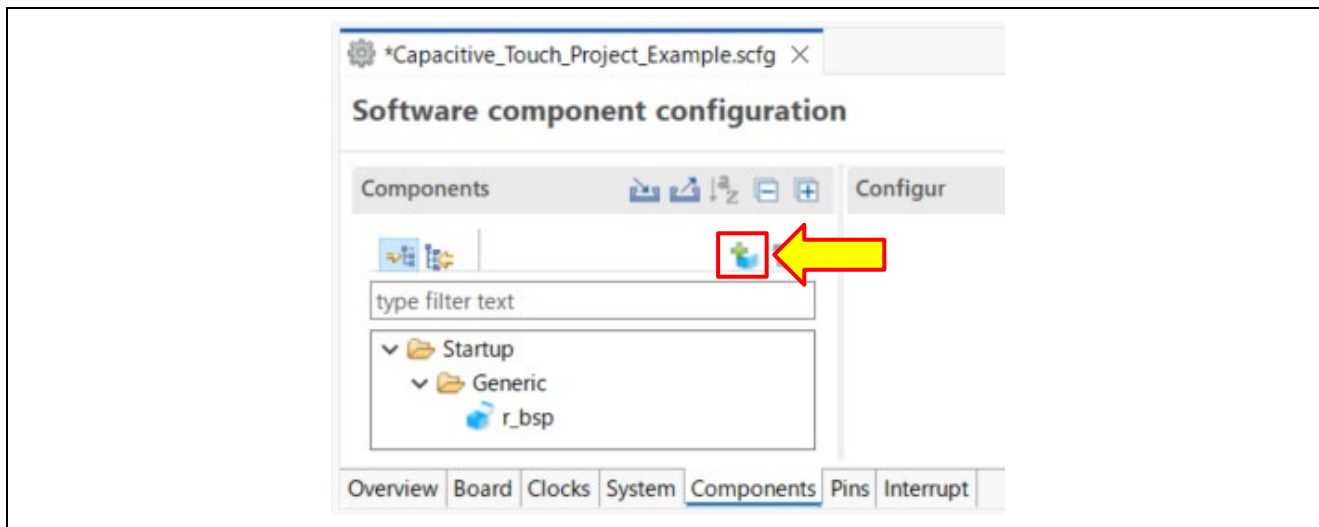 *Capacitive_Touch_Project_Example.scfg
Software component configuration
Components
Configur
type filter text
Startup
Generic
r_bsp
Overview Board Clocks System Components Pins Interrupt